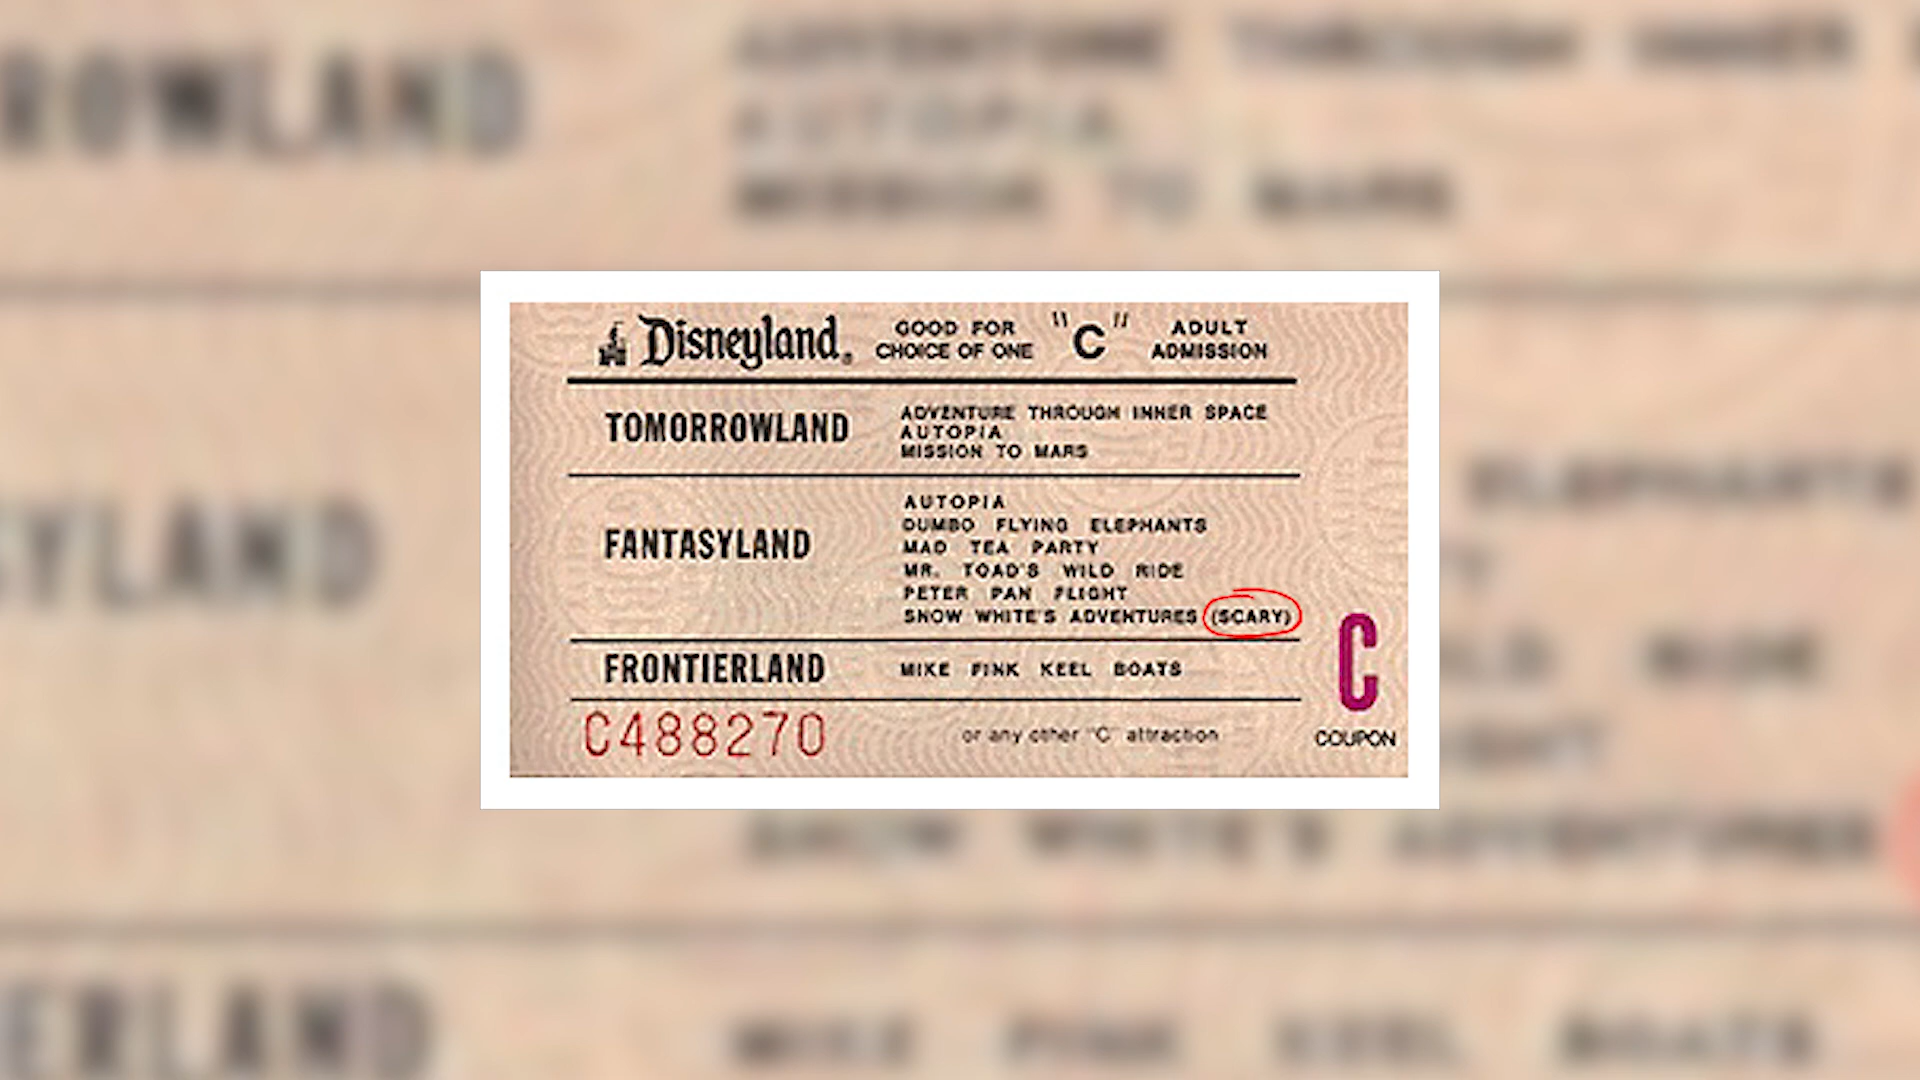 Disneyland®
GOOD FOR
CHOICE OF ONE
"C"
ADULT
ADMISSION
TOMORROWLAND
ADVENTURE THROUGH INNER SPACE
AUTOPIA
MISSION TO MARS
FANTASYLAND
AUTOPIA
DUMBO FLYING ELEPHANTS
MAD TEA PARTY
MR. TOAD'S WILD RIDE
PETER PAN FLIGHT
SNOW WHITE'S ADVENTURES (SCARY)
FRONTIERLAND
MIKE FINK KEEL BOATS
C
COUPON
C488270
or any other "C" attraction